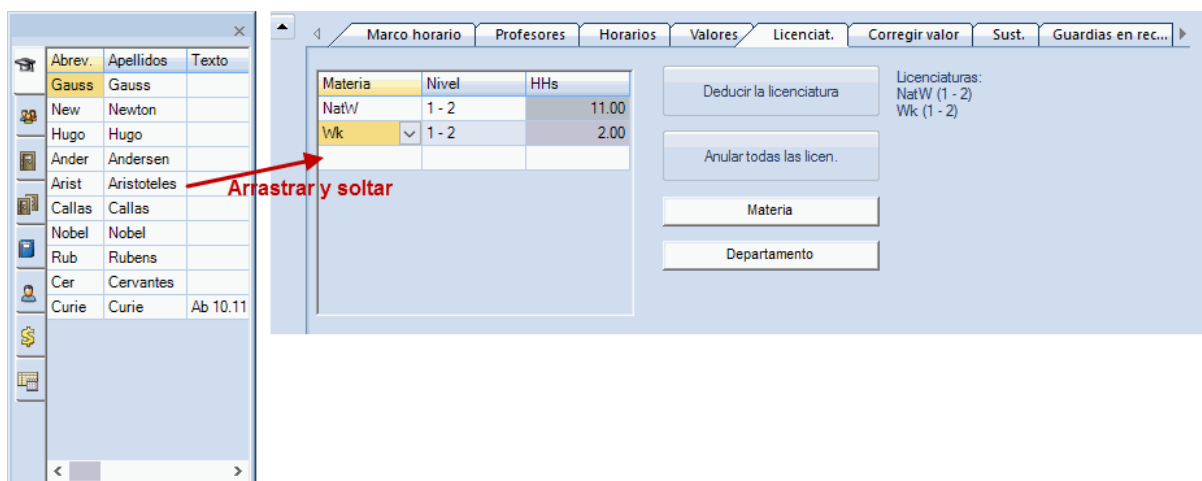 Abrev. Apellidos Texto
Gauss Gauss
New Newton
Hugo Hugo
Ander Andersen
Arist Aristoteles
Callas Callas
Nobel Nobel
Rub Rubens
Cer Cervantes
Curie Curie Ab 10.11
Arrastrar y soltar
Marco horario Profesores Horarios Valores Licenciat. Corregir valor Sust. Guardias en rec...
Materia Nivel HHs
NatW 1 - 2 11.00
Wk 1 - 2 2.00
Deducir la licenciatura
Anular todas las licen.
Materia
Departamento
Licenciaturas:
NatW (1 - 2)
Wk (1 - 2)